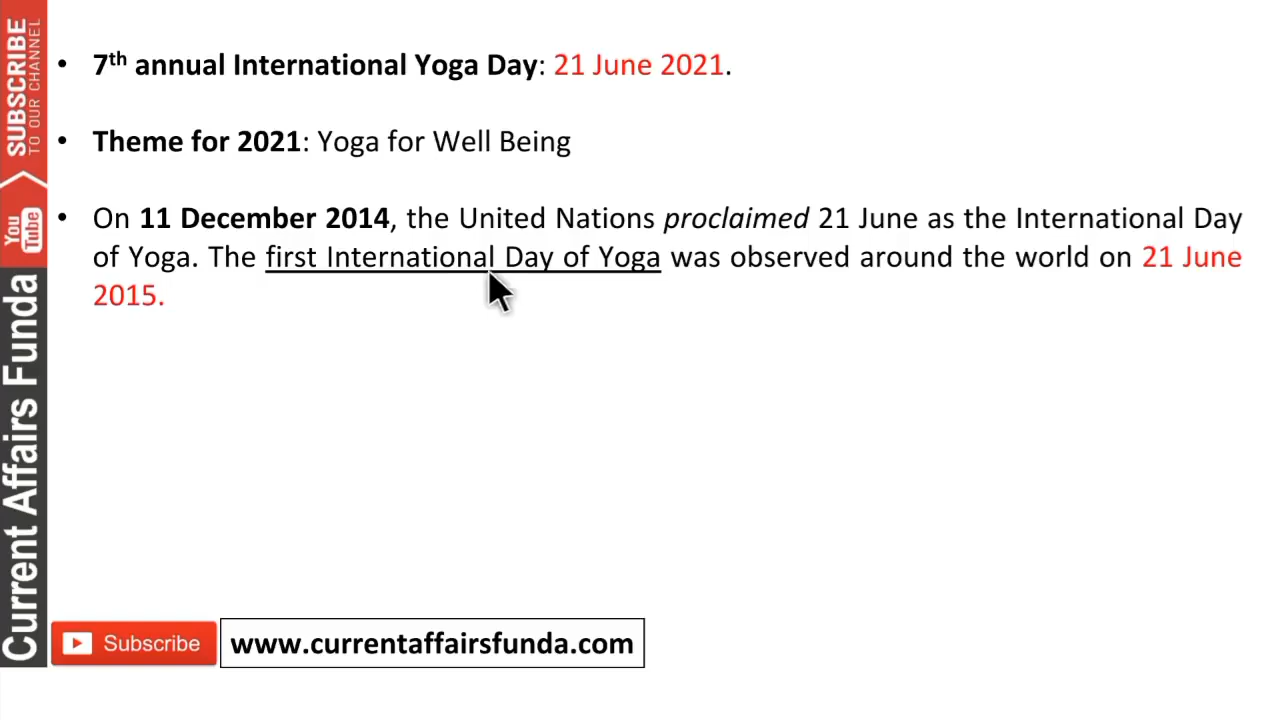 • 7th annual International Yoga Day: 21 June 2021.
• Theme for 2021: Yoga for Well Being
• On 11 December 2014, the United Nations proclaimed 21 June as the International Day
of Yoga. The first International Day of Yoga was observed around the world on 21 June
2015.
SUBSCRIBE
TO OUR CHANNEL
You
Tube
Current Affairs Funda
Subscribe
www.currentaffairsfunda.com